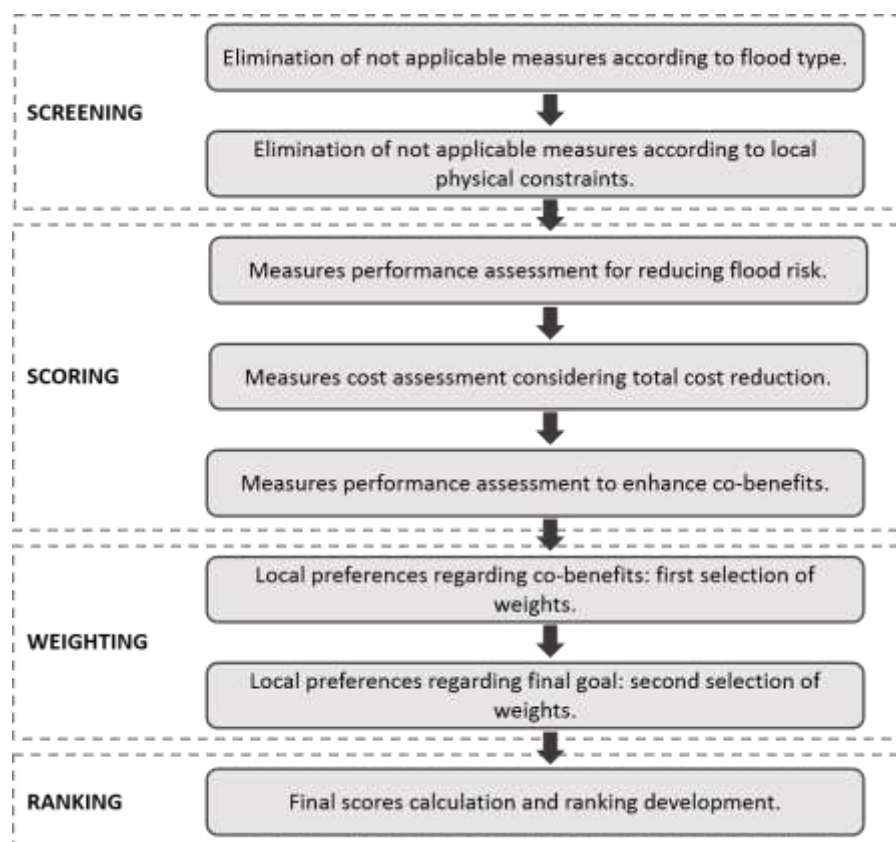 Elimination of not applicable measures according to flood type.
SCREENING
Elimination of not applicable measures according to local
physical constraints.
Measures performance assessment for reducing flood risk.
SCORING
Measures cost assessment considering total cost reduction.
Measures performance assessment to enhance co-benefits.
Local preferences regarding co-benefits: first selection of
weights.
WEIGHTING
Local preferences regarding final goal: second selection of
weights.
RANKING
Final scores calculation and ranking development.